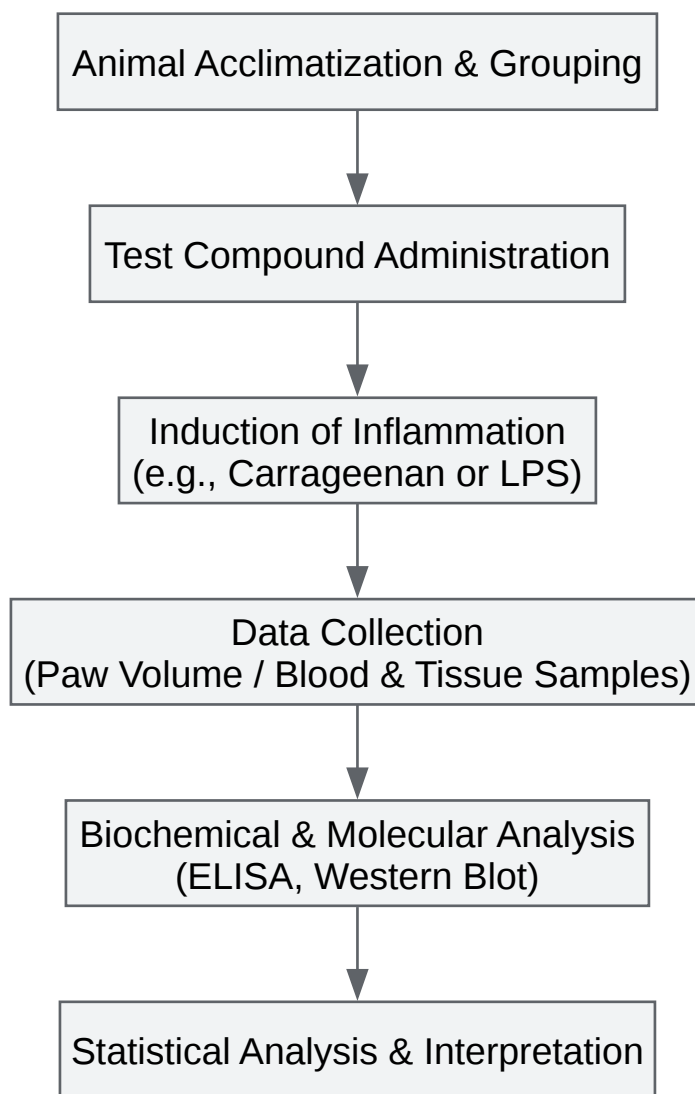 Animal Acclimatization & Grouping
Test Compound Administration
Induction of Inflammation
(e.g., Carrageenan or LPS)
Data Collection
(Paw Volume / Blood & Tissue Samples)
Biochemical & Molecular Analysis
(ELISA, Western Blot)
Statistical Analysis & Interpretation